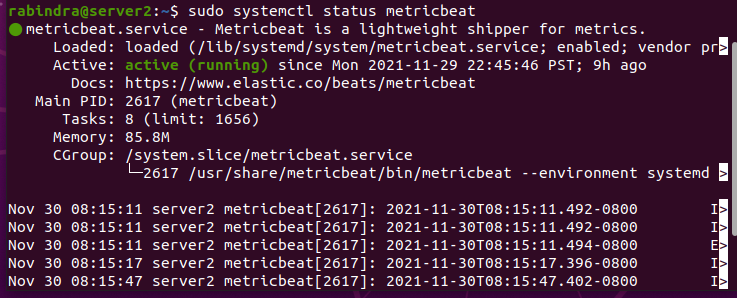 rabindra@server2:~$ sudo systemctl status metricbeat
● metricbeat.service - Metricbeat is a lightweight shipper for metrics.
Loaded: loaded (/lib/systemd/system/metricbeat.service; enabled; vendor pr>
Active: active (running) since Mon 2021-11-29 22:45:46 PST; 9h ago
Docs: https://www.elastic.co/beats/metricbeat
Main PID: 2617 (metricbeat)
Tasks: 8 (limit: 1656)
Memory: 85.8M
CGroup: /system.slice/metricbeat.service
└─2617 /usr/share/metricbeat/bin/metricbeat --environment systemd >
Nov 30 08:15:11 server2 metricbeat[2617]: 2021-11-30T08:15:11.492-0800 I>
Nov 30 08:15:11 server2 metricbeat[2617]: 2021-11-30T08:15:11.492-0800 I>
Nov 30 08:15:11 server2 metricbeat[2617]: 2021-11-30T08:15:11.494-0800 E>
Nov 30 08:15:17 server2 metricbeat[2617]: 2021-11-30T08:15:17.396-0800 I>
Nov 30 08:15:47 server2 metricbeat[2617]: 2021-11-30T08:15:47.402-0800 I>